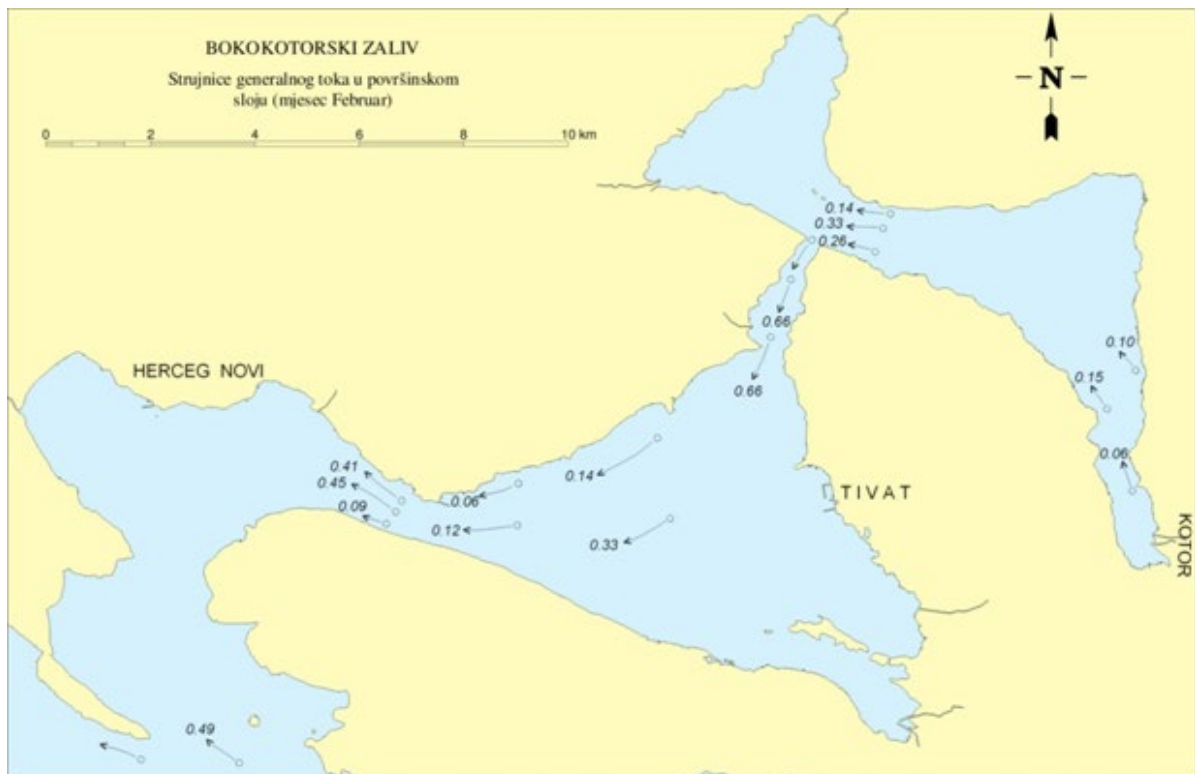 BOKOKOTORSKI ZALIV
Strujnice generalnog toka u površinskom
sloju (mjesec Februar)
0 2 4 6 8 10 km
N
0.14
0.33
0.26
0.66
0.66
0.10
0.15
0.06
HERCEG NOVI
0.41
0.45
0.09
0.06
0.12
0.14
0.33
TIVAT
KOTOR
0.49